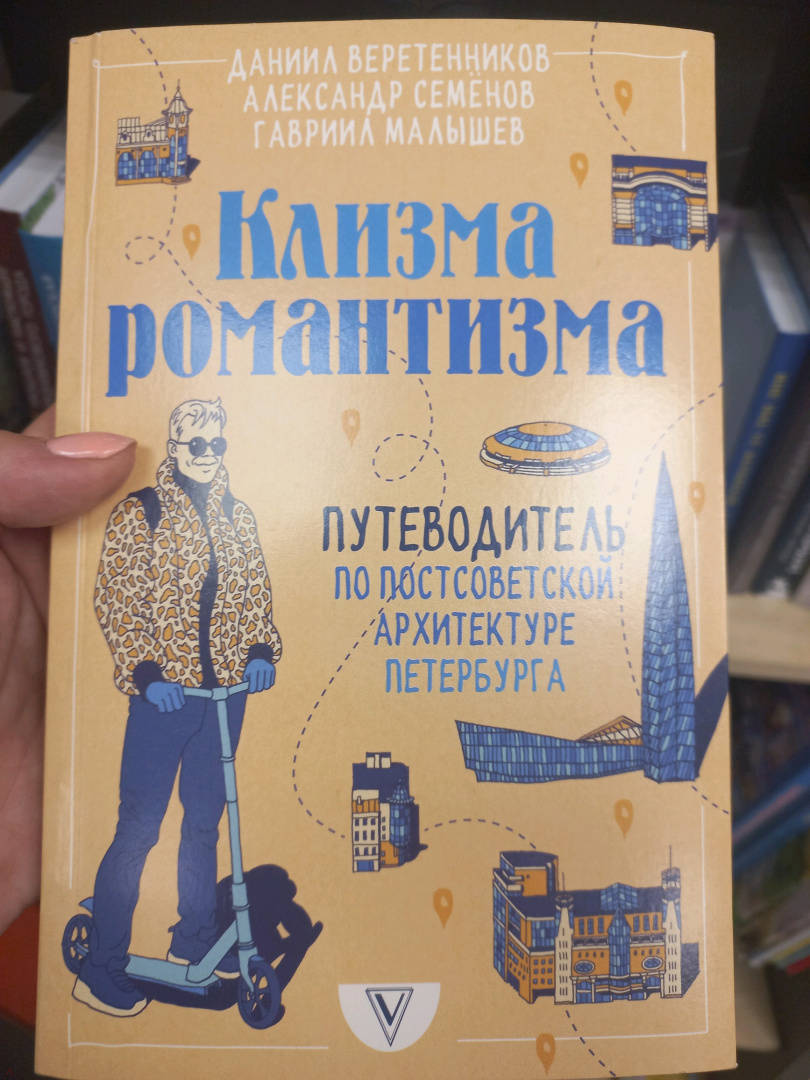 ДАНИИЛ ВЕРЕТЕННИКОВ
АЛЕКСАНДР СЕМЁНОВ
ГАВРИИЛ МАЛЫШЕВ
Клизма
романтизма
ПУТЕВОДИТЕЛЬ
ПО ПОСТСОВЕТСКОЙ
АРХИТЕКТУРЕ
ПЕТЕРБУРГА
V